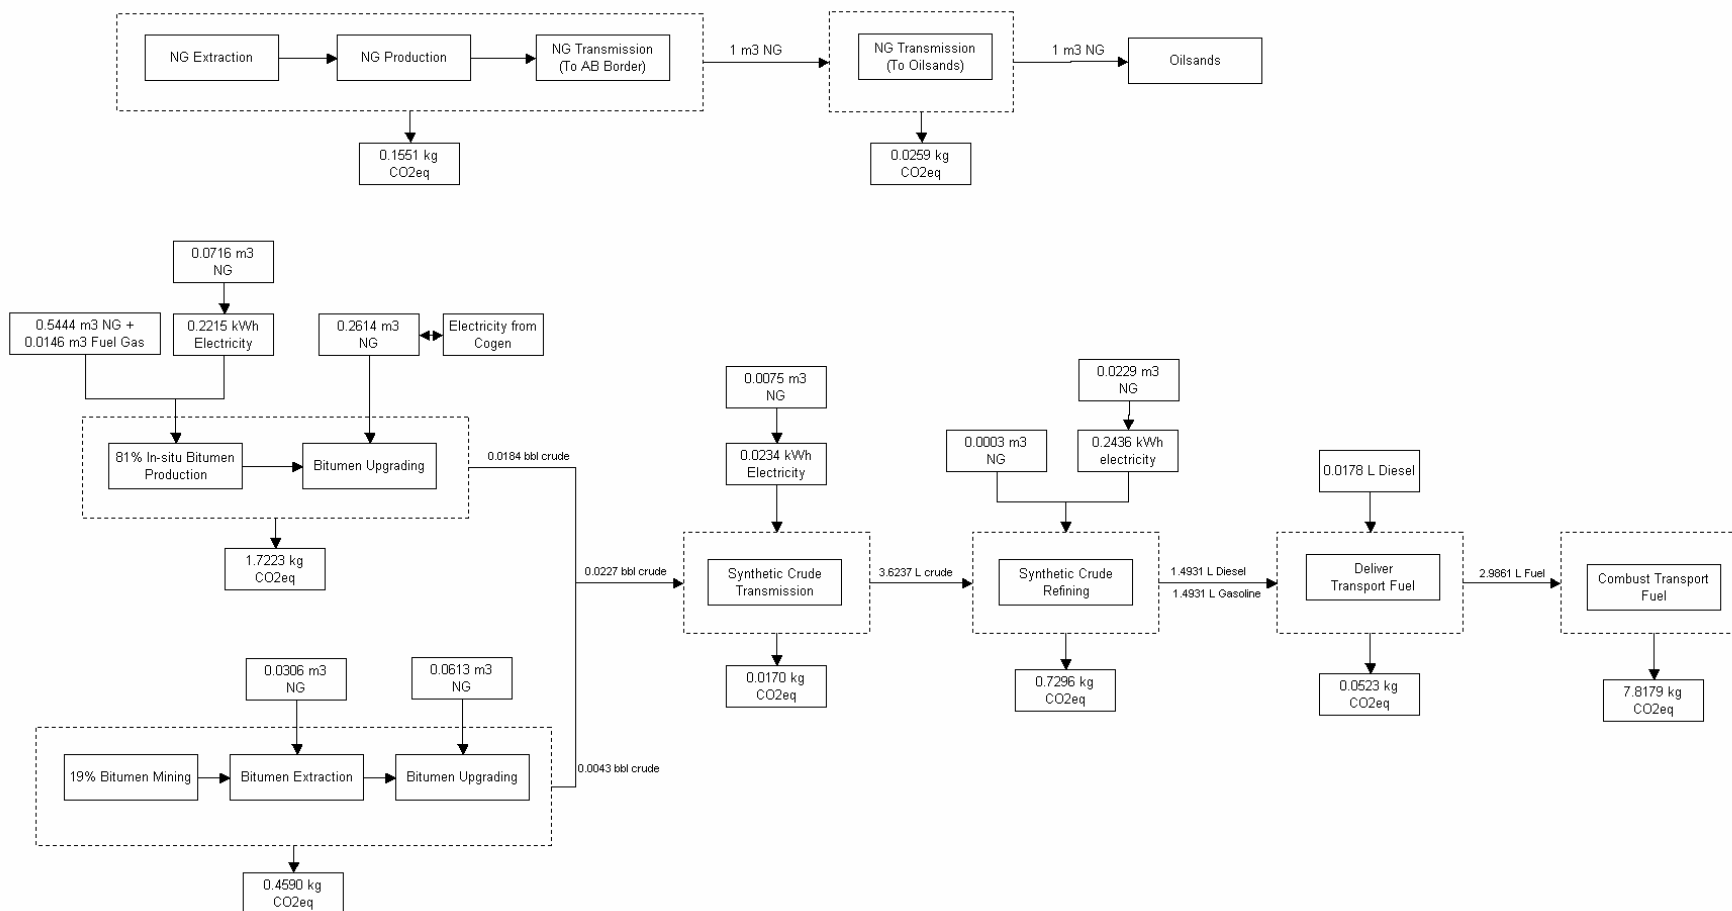 NG Extraction
NG Production
NG Transmission
(To AB Border)
1 m3 NG
NG Transmission
(To Oilsands)
1 m3 NG
Oilsands
0.1551 kg
CO2eq
0.0259 kg
CO2eq
0.0716 m3
NG
0.5444 m3 NG +
0.0146 m3 Fuel Gas
0.2215 kWh
Electricity
0.2614 m3
NG
Electricity from
Cogen
81% In-situ Bitumen
Production
Bitumen Upgrading
0.0184 bbl crude
1.7223 kg
CO2eq
0.0306 m3
NG
0.0613 m3
NG
19% Bitumen Mining
Bitumen Extraction
Bitumen Upgrading
0.0043 bbl crude
0.4590 kg
CO2eq
0.0227 bbl crude
0.0075 m3
NG
0.0234 kWh
Electricity
Synthetic Crude
Transmission
0.0170 kg
CO2eq
3.6237 L crude
0.0003 m3
NG
0.0229 m3
NG
0.2436 kWh
electricity
Synthetic Crude
Refining
0.7296 kg
CO2eq
1.4931 L Diesel
1.4931 L Gasoline
0.0178 L Diesel
Deliver
Transport Fuel
0.0523 kg
CO2eq
2.9861 L Fuel
Combust Transport
Fuel
7.8179 kg
CO2eq